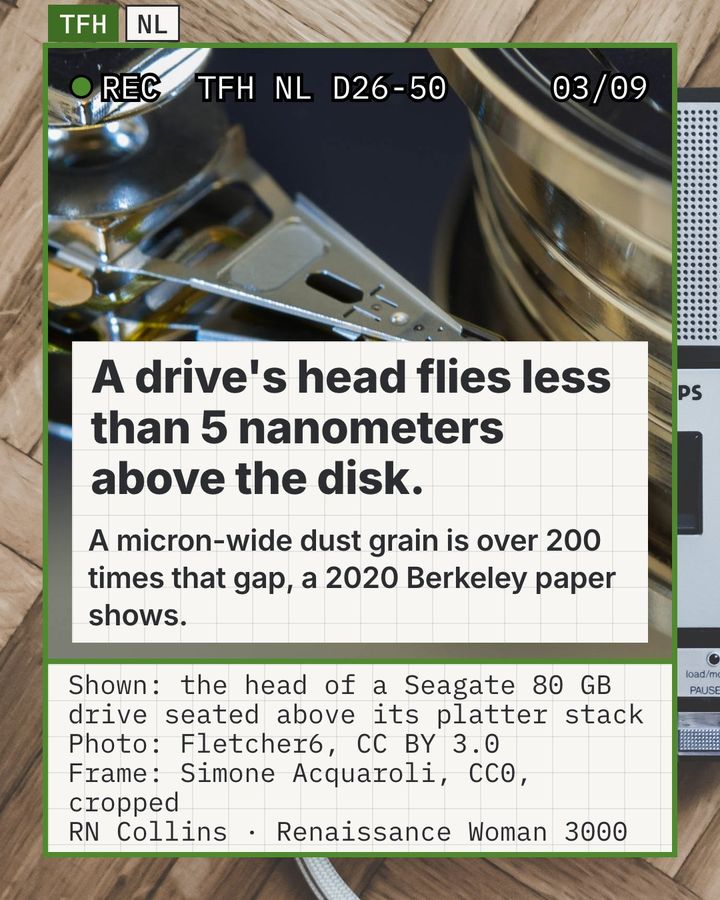 TFH NL
REC TFH NL D26-50 03/09
A drive's head flies less
than 5 nanometers
above the disk.
A micron-wide dust grain is over 200
times that gap, a 2020 Berkeley paper
shows.
PS
load/mo
PAUSE
Shown: the head of a Seagate 80 GB
drive seated above its platter stack
Photo: Fletcher6, CC BY 3.0
Frame: Simone Acquaroli, CC0,
cropped
RN Collins · Renaissance Woman 3000